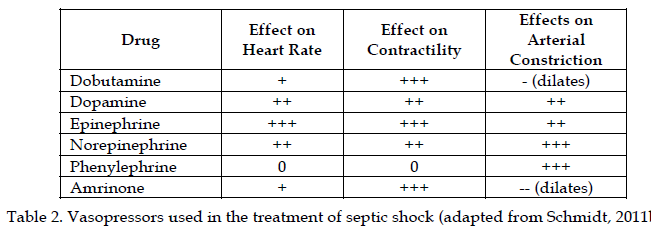 Drug Effect on Heart Rate Effect on Contractility Effects on Arterial Constriction
Dobutamine + +++ - (dilates)
Dopamine ++ ++ ++
Epinephrine +++ +++ ++
Norepinephrine ++ ++ +++
Phenylephrine 0 0 +++
Amrinone + +++ -- (dilates)
Table 2. Vasopressors used in the treatment of septic shock (adapted from Schmidt, 2011